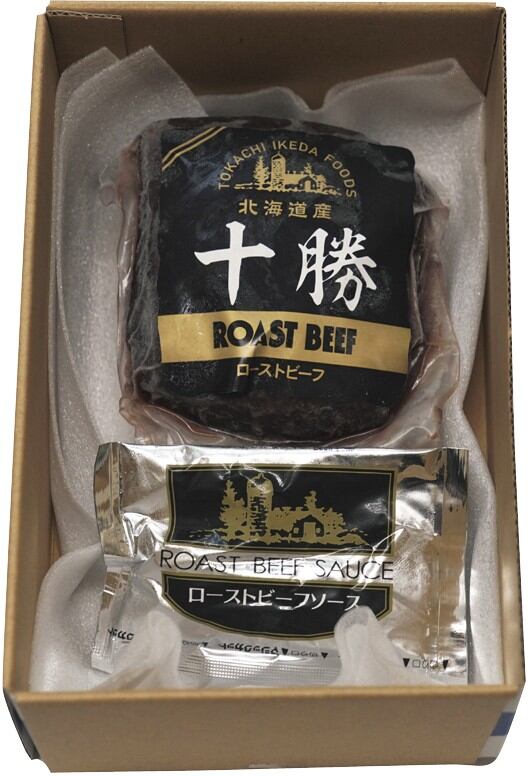 TOKACHI IKEDA FOODS
北海道産
十勝
ROAST BEEF
ローストビーフ
ROAST BEEF SAUCE
ローストビーフソース